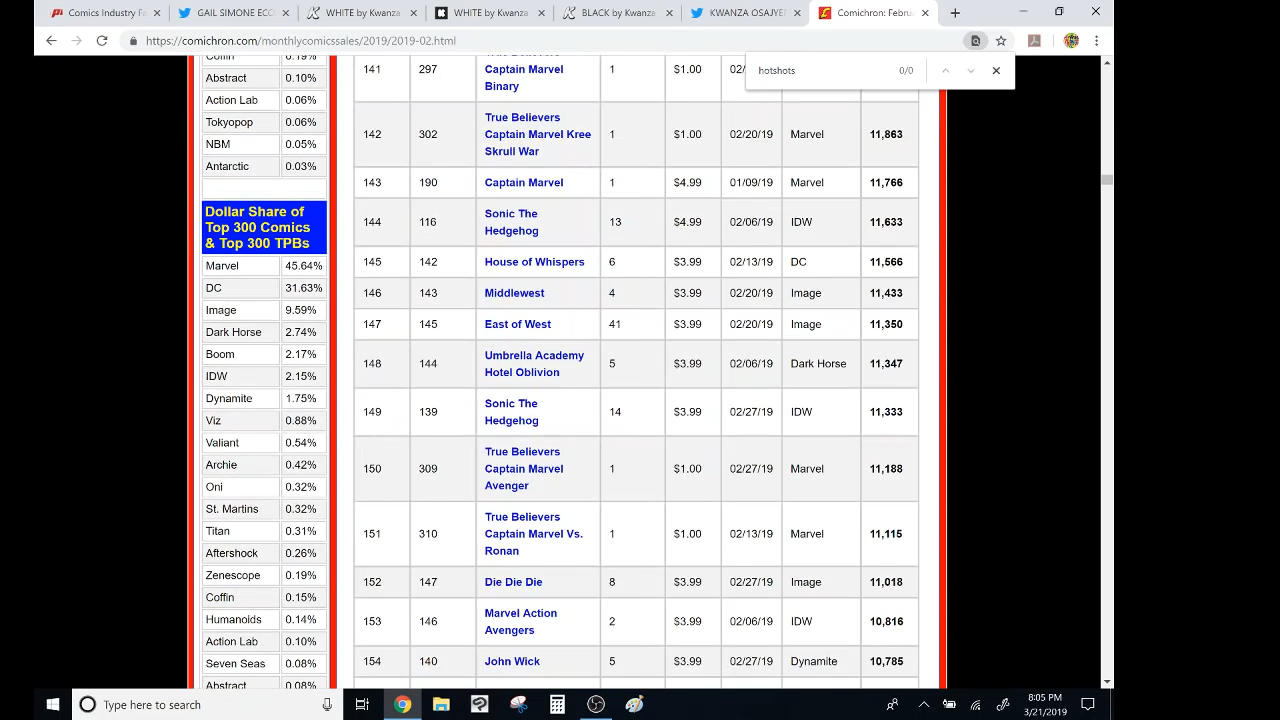 Comics Industry Fa
GAIL SIMONE ECC
WHITE by Kwanza
WHITE by Kwanza
BLACK by Kwanza
KWANZA OSAJYEF
Comichron: Februa
https://comichron.com/monthlycomicssales/2019/2019-02.html
hotshots 0/0
Coffin 0.19%
Abstract 0.10%
Action Lab 0.06%
Tokyopop 0.06%
NBM 0.05%
Antarctic 0.03%
Dollar Share of
Top 300 Comics
& Top 300 TPBs
Marvel 45.64%
DC 31.63%
Image 9.59%
Dark Horse 2.74%
Boom 2.17%
IDW 2.15%
Dynamite 1.75%
Viz 0.88%
Valiant 0.54%
Archie 0.42%
Oni 0.32%
St. Martins 0.32%
Titan 0.31%
Aftershock 0.26%
Zenescope 0.19%
Coffin 0.15%
Humanoids 0.14%
Action Lab 0.10%
Seven Seas 0.08%
Abstract 0.08%
True Believers
141 297 Captain Marvel 1 $1.00 02/
Binary
True Believers
142 302 Captain Marvel Kree 1 $1.00 02/20/19 Marvel 11,863
Skrull War
143 190 Captain Marvel 1 $4.99 01/09/19 Marvel 11,766
Sonic The
144 116 Hedgehog 13 $4.99 02/06/19 IDW 11,633
145 142 House of Whispers 6 $3.99 02/13/19 DC 11,566
146 143 Middlewest 4 $3.99 02/20/19 Image 11,433
147 145 East of West 41 $3.99 02/20/19 Image 11,350
Umbrella Academy
148 144 Hotel Oblivion 5 $3.99 02/06/19 Dark Horse 11,347
Sonic The
149 139 Hedgehog 14 $3.99 02/27/19 IDW 11,333
True Believers
150 309 Captain Marvel 1 $1.00 02/27/19 Marvel 11,188
Avenger
True Believers
151 310 Captain Marvel Vs. 1 $1.00 02/13/19 Marvel 11,115
Ronan
152 147 Die Die Die 8 $3.99 02/27/19 Image 11,018
Marvel Action
153 146 Avengers 2 $3.99 02/06/19 IDW 10,816
154 140 John Wick 5 $3.99 02/27/19 Dynamite 10,785
Type here to search
8:05 PM
3/21/2019